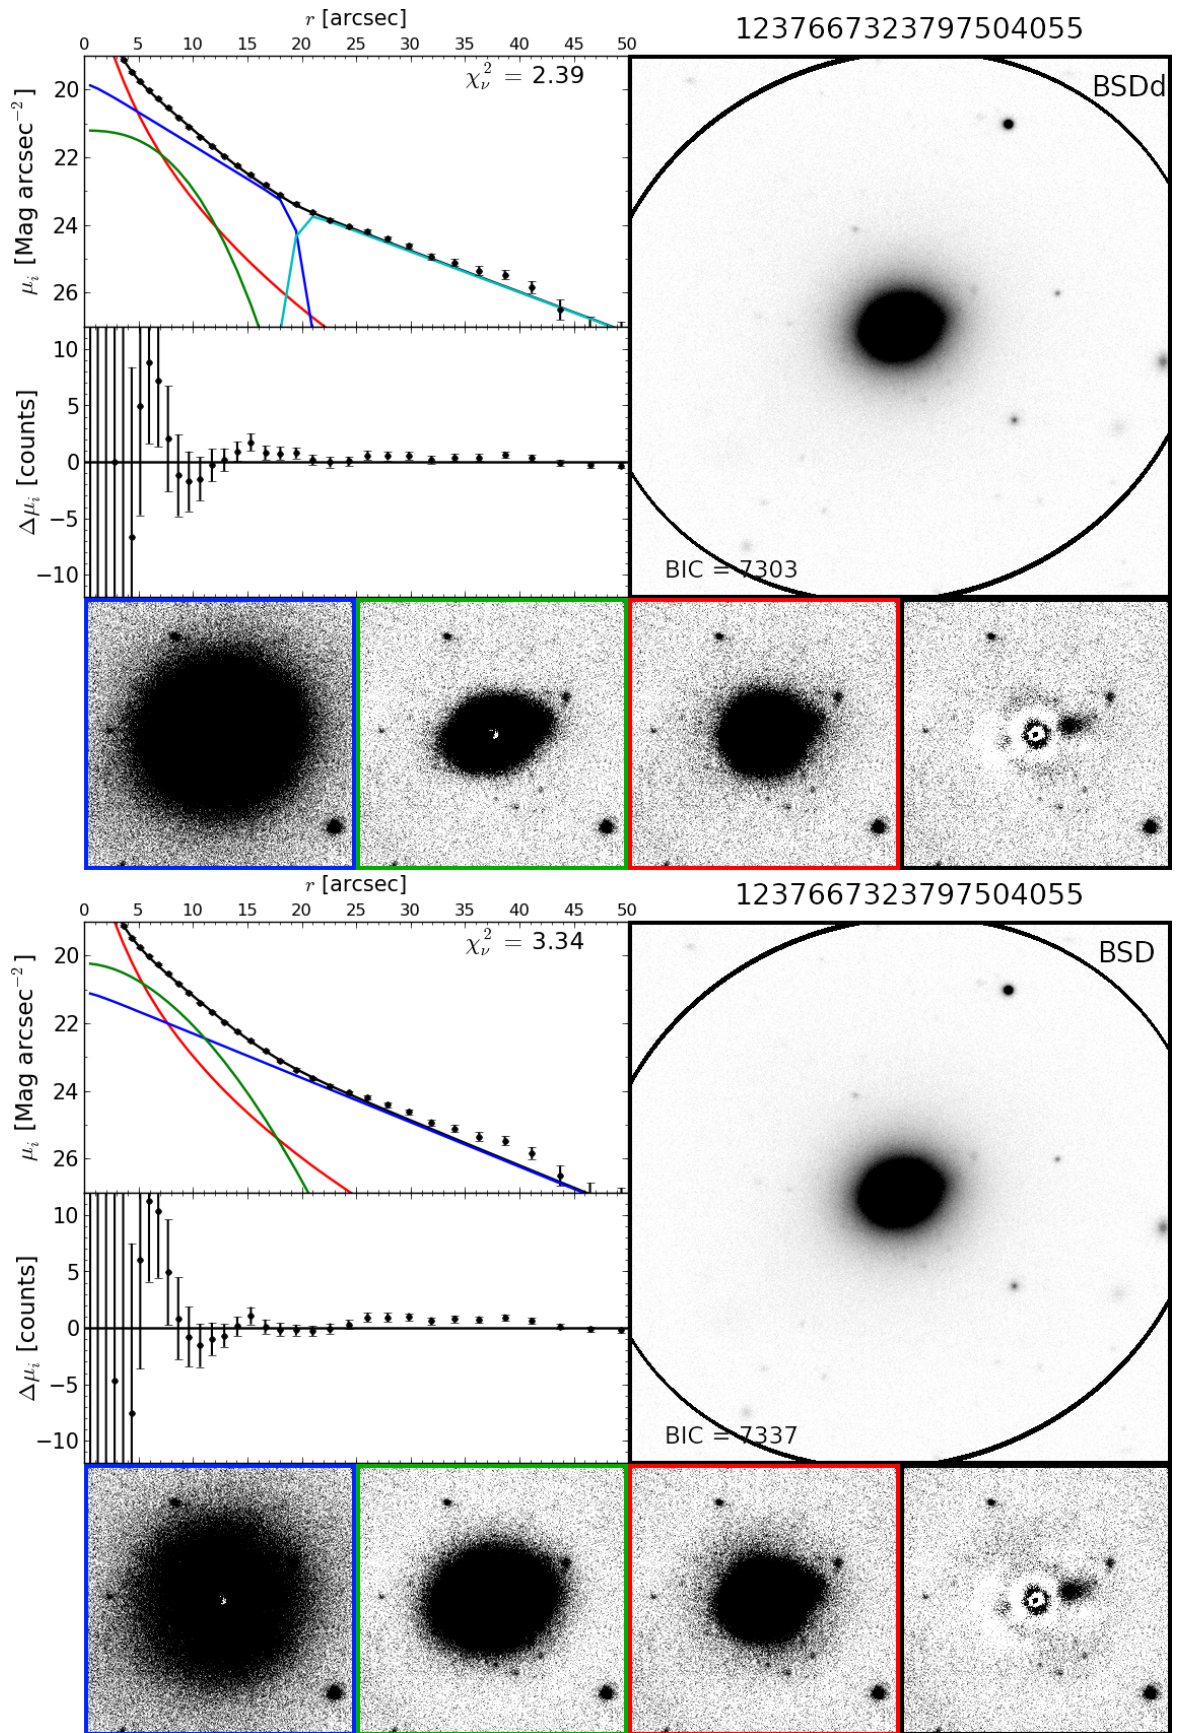 r [arcsec]
0 5 10 15 20 25 30 35 40 45 50
1237667323797504055
μi [Mag arcsec−2]
20
22
24
26
χν2 = 2.39
BSDd
Δμi [counts]
10
5
0
−5
−10
BIC = 7303
r [arcsec]
0 5 10 15 20 25 30 35 40 45 50
1237667323797504055
μi [Mag arcsec−2]
20
22
24
26
χν2 = 3.34
BSD
Δμi [counts]
10
5
0
−5
−10
BIC = 7337